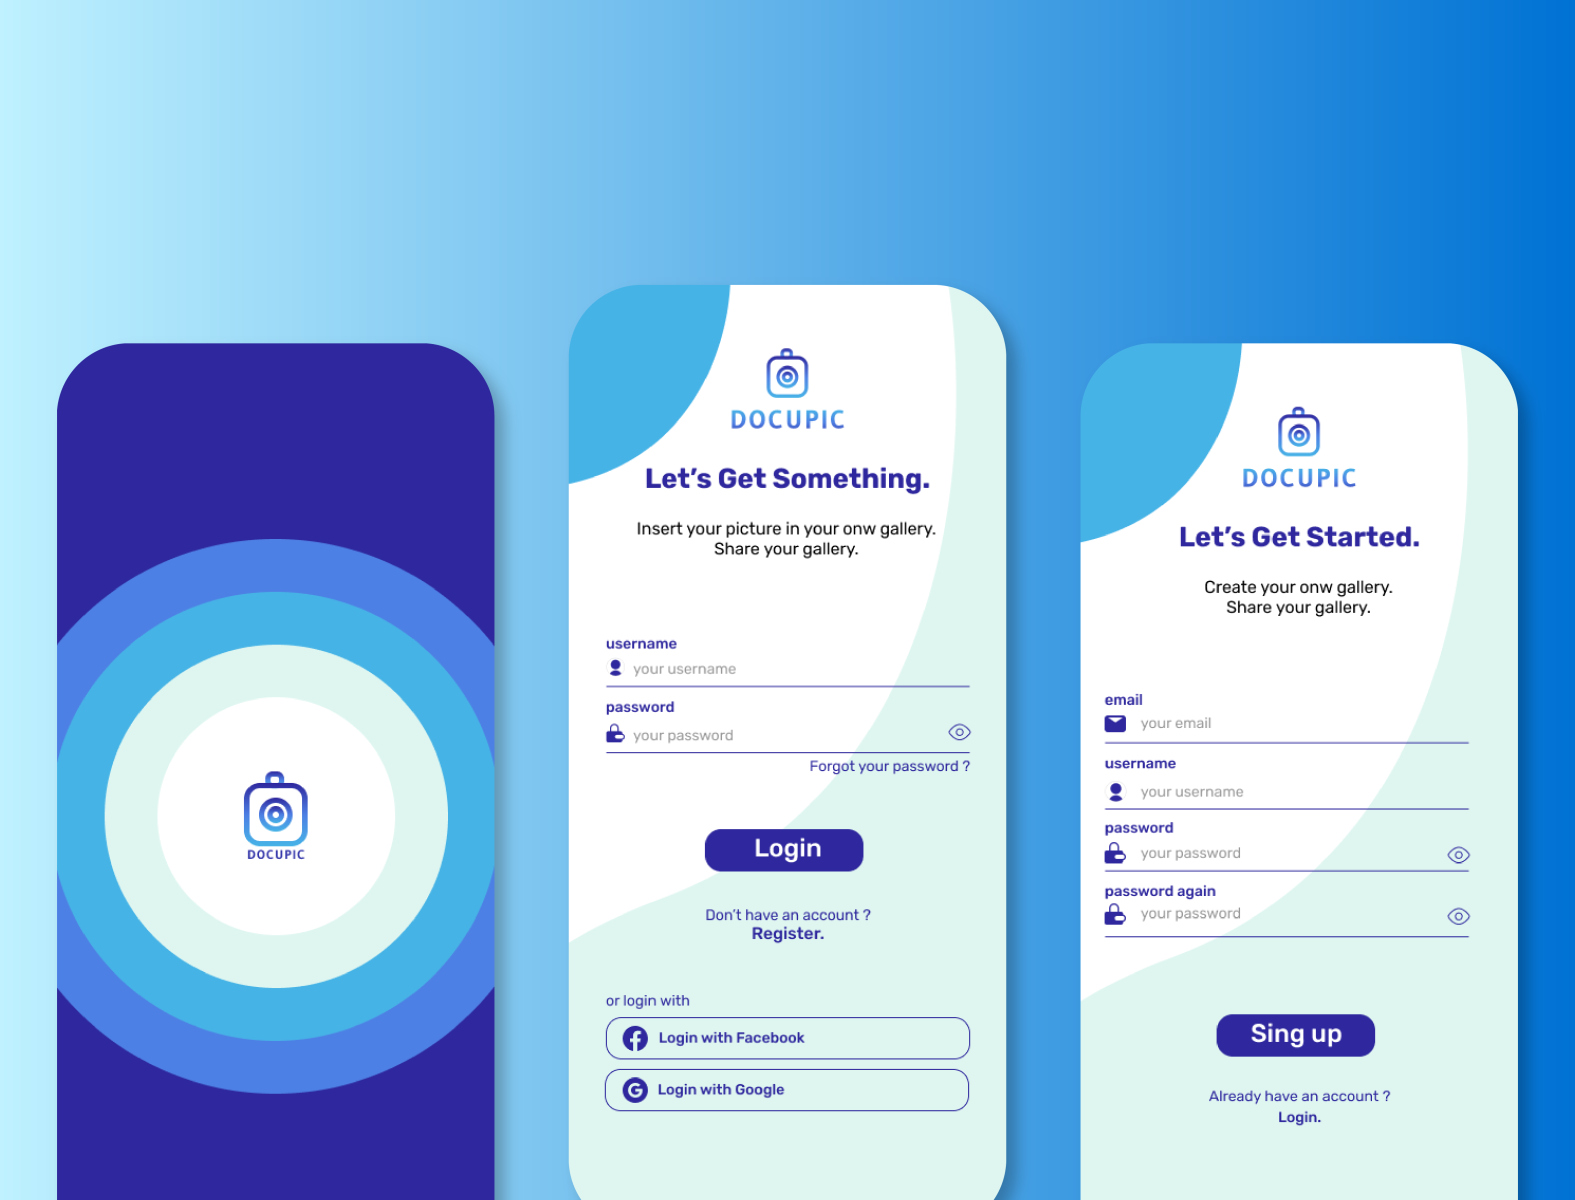 DOCUPIC
DOCUPIC
Let's Get Something.
Insert your picture in your onw gallery.
Share your gallery.
username
your username
password
your password
Forgot your password ?
Login
Don't have an account ?
Register.
or login with
Login with Facebook
Login with Google
DOCUPIC
Let's Get Started.
Create your onw gallery.
Share your gallery.
email
your email
username
your username
password
your password
password again
your password
Sing up
Already have an account ?
Login.